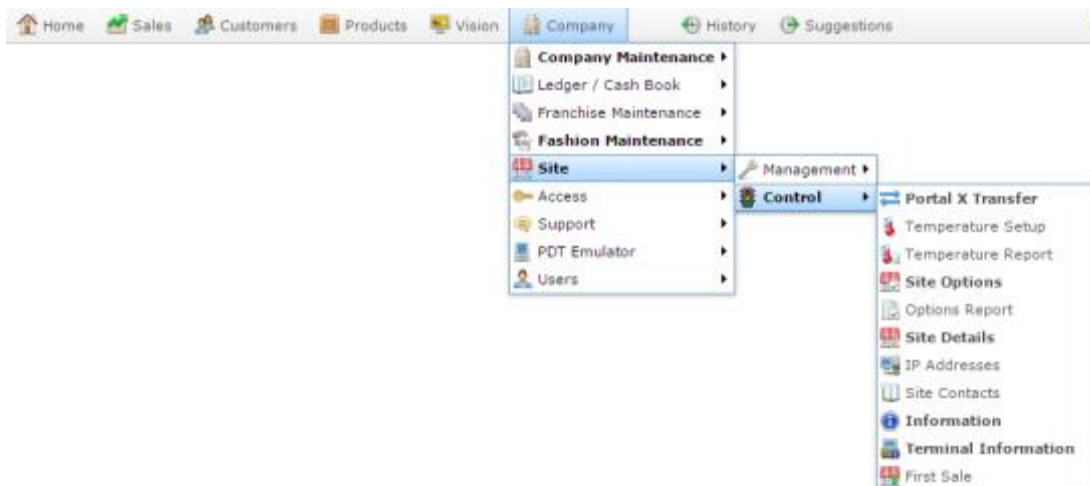 Home Sales Customers Products Vision Company History Suggestions
Company Maintenance
Ledger / Cash Book
Franchise Maintenance
Fashion Maintenance
Site
Access
Support
PDT Emulator
Users
Management
Control
Portal X Transfer
Temperature Setup
Temperature Report
Site Options
Options Report
Site Details
IP Addresses
Site Contacts
Information
Terminal Information
First Sale